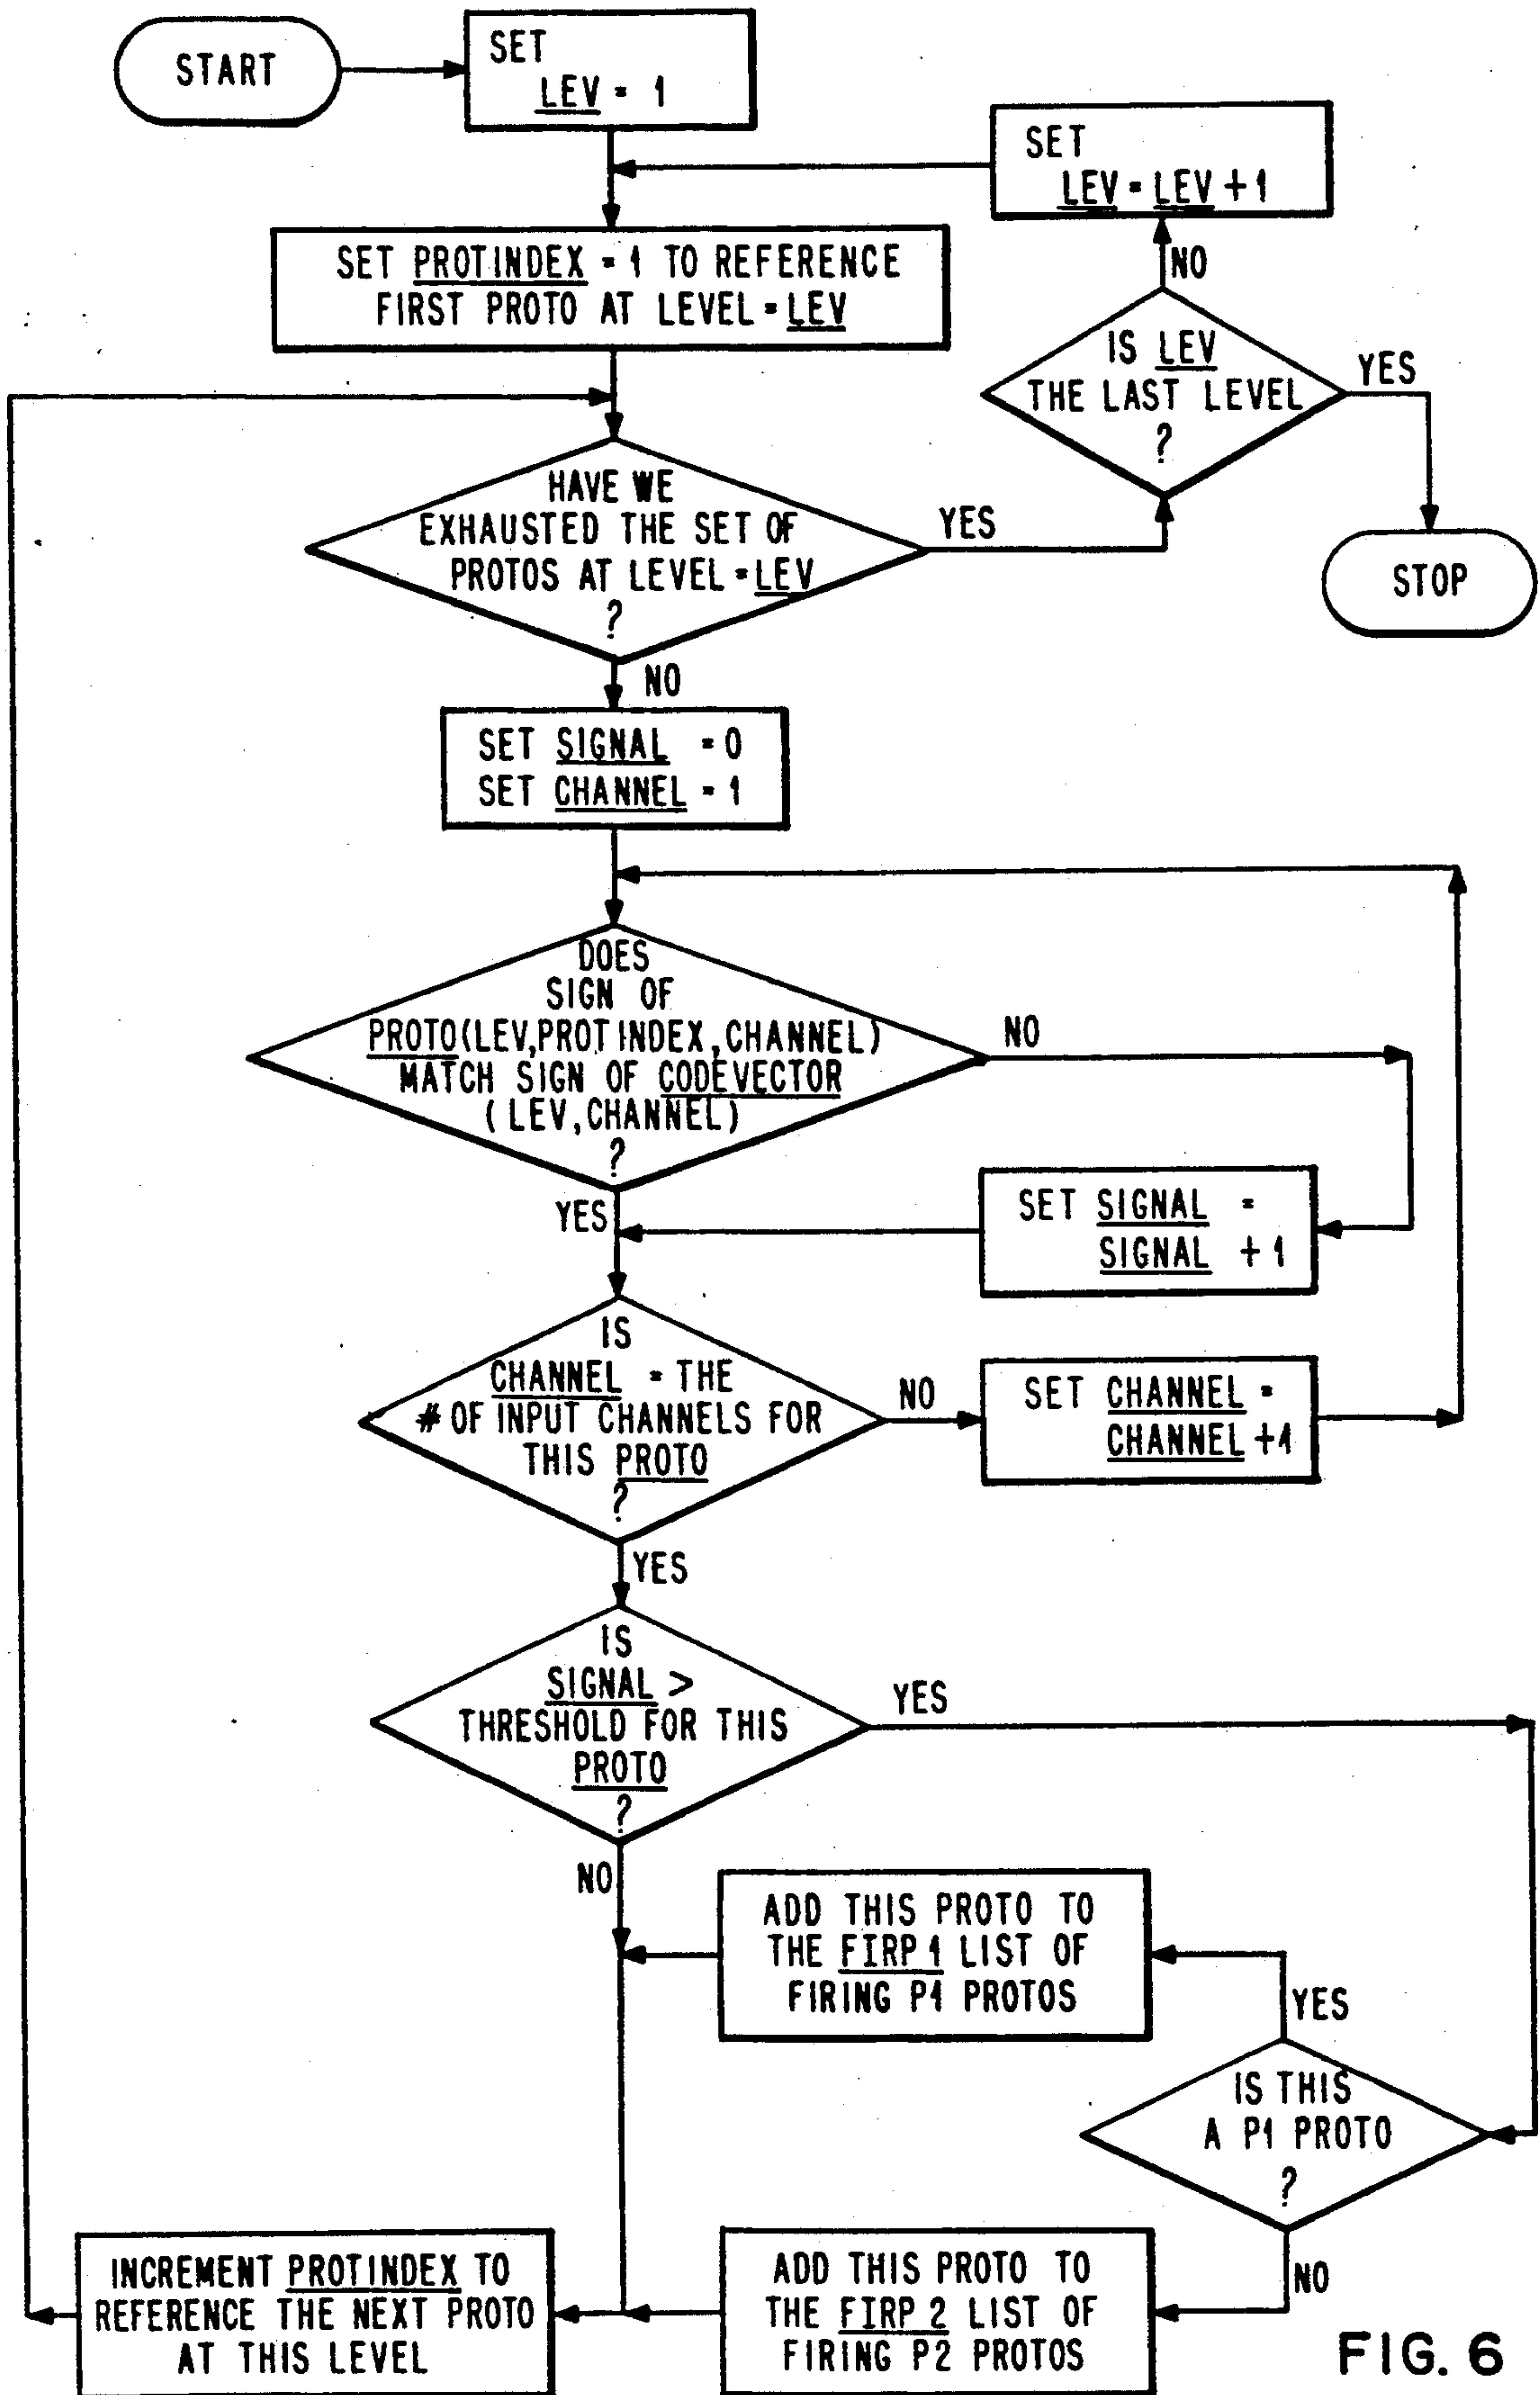 START
SET
LEV = 1
SET
LEV = LEV + 1
SET PROTINDEX = 1 TO REFERENCE
FIRST PROTO AT LEVEL = LEV
NO
IS LEV
THE LAST LEVEL
?
YES
STOP
HAVE WE
EXHAUSTED THE SET OF
PROTOS AT LEVEL = LEV
?
YES
NO
SET SIGNAL = 0
SET CHANNEL = 1
DOES
SIGN OF
PROTO(LEV,PROTINDEX,CHANNEL)
MATCH SIGN OF CODEVECTOR
(LEV,CHANNEL)
?
NO
YES
SET SIGNAL =
SIGNAL + 1
IS
CHANNEL = THE
# OF INPUT CHANNELS FOR
THIS PROTO
?
NO
SET CHANNEL =
CHANNEL +1
YES
IS
SIGNAL >
THRESHOLD FOR THIS
PROTO
?
YES
NO
ADD THIS PROTO TO
THE FIRP 1 LIST OF
FIRING P1 PROTOS
YES
IS THIS
A P1 PROTO
?
NO
ADD THIS PROTO TO
THE FIRP 2 LIST OF
FIRING P2 PROTOS
INCREMENT PROTINDEX TO
REFERENCE THE NEXT PROTO
AT THIS LEVEL
FIG. 6